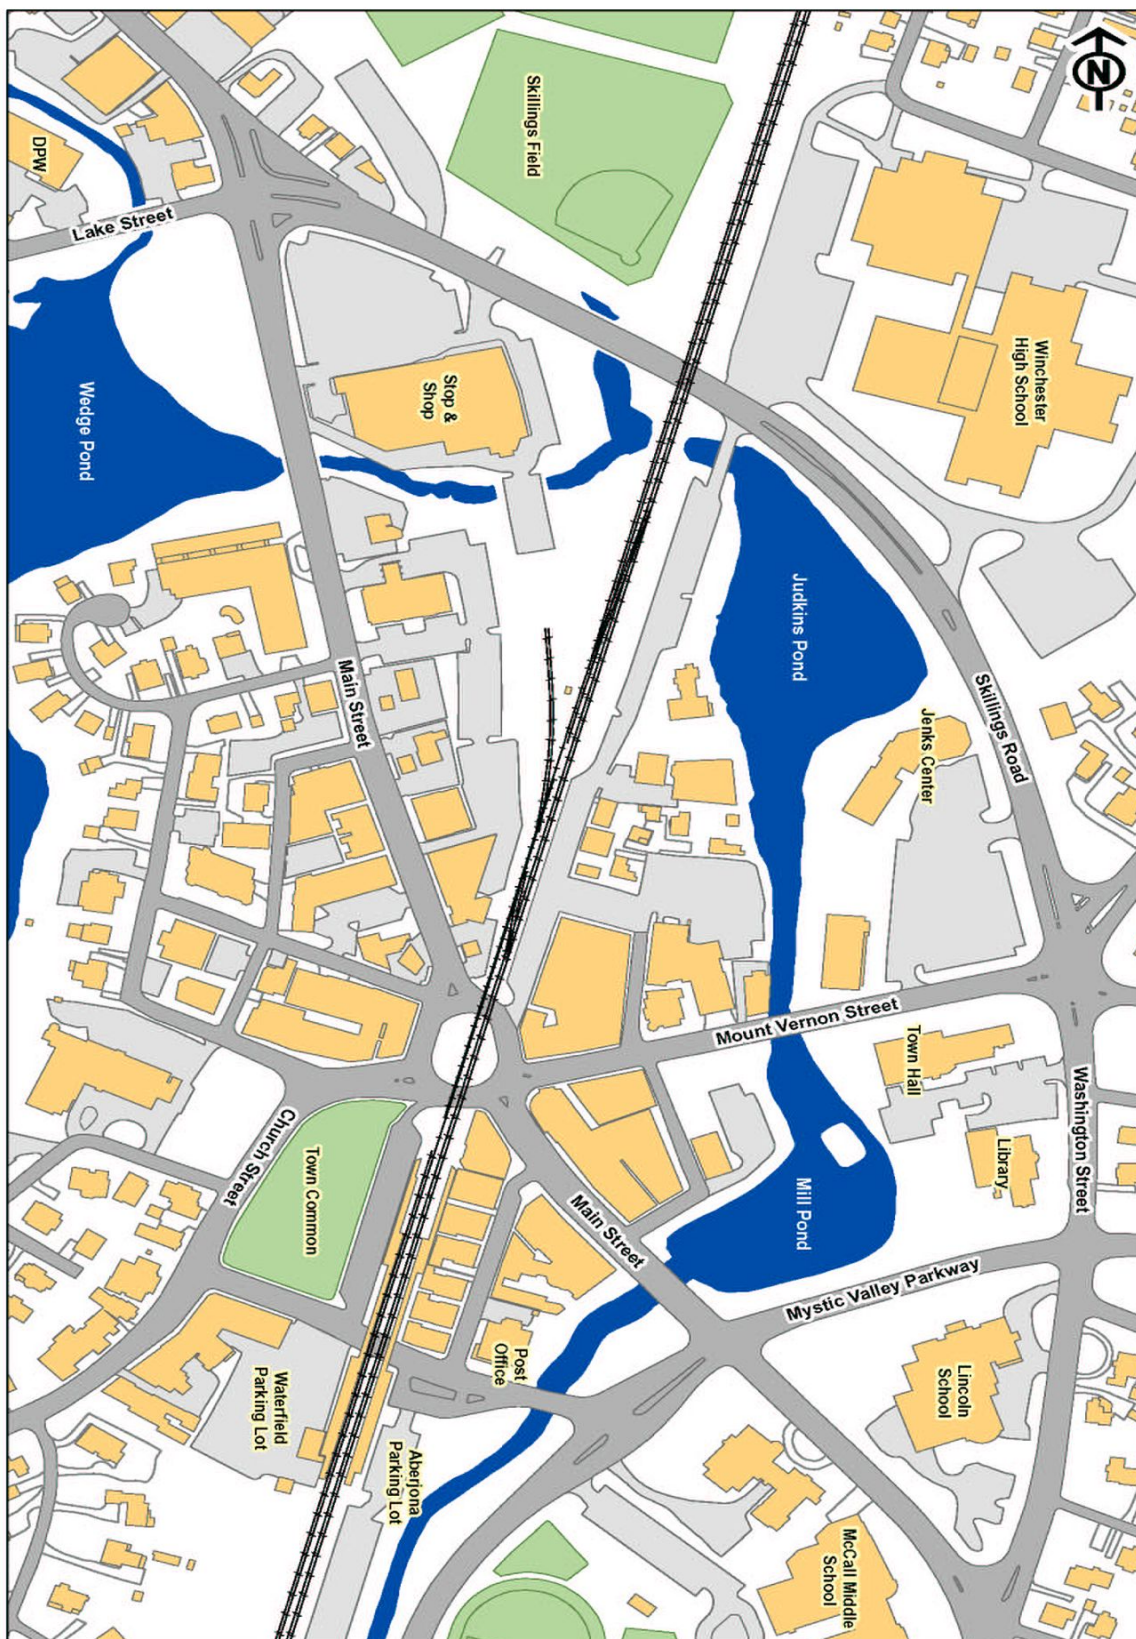 N
Skillings Field
DPW
Lake Street
Winchester
High School
Wedge Pond
Stop &
Shop
Judkins Pond
Main Street
Skillings Road
Jenks Center
Mount Vernon Street
Town Hall
Washington Street
Library
Church Street
Town Common
Main Street
Mill Pond
Mystic Valley Parkway
Post
Office
Lincoln
School
Waterfield
Parking Lot
Aberjona
Parking Lot
McCall Middle
School